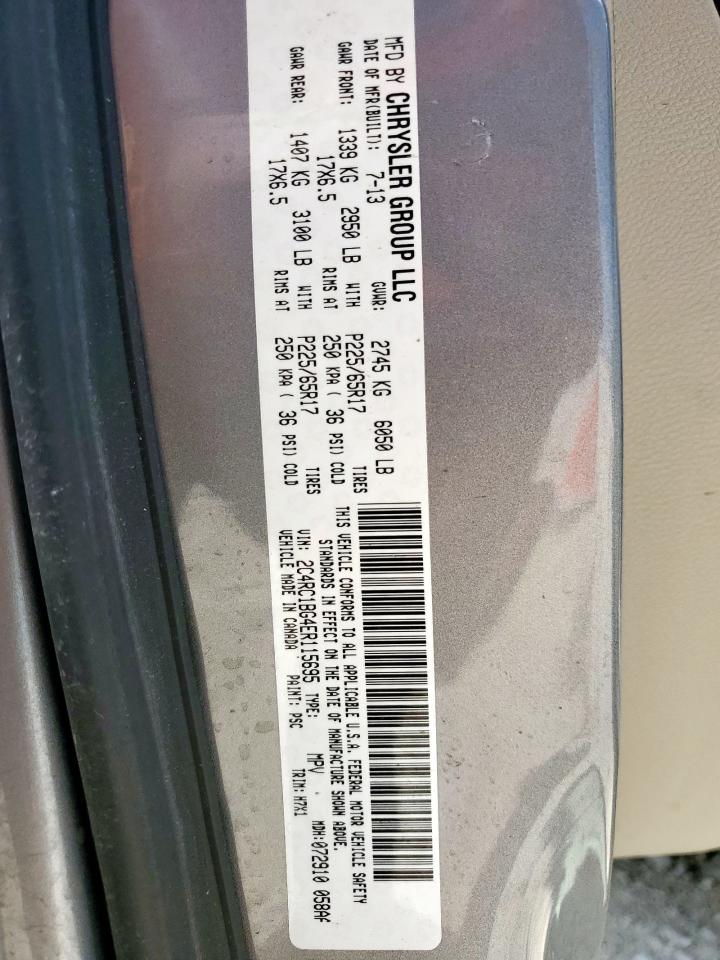 MFD BY CHRYSLER GROUP LLC
DATE OF MFR(BUILT): 7-13 GVWR: 2745 KG 6050 LB
GAWR FRONT: 1339 KG 2950 LB WITH P225/65R17 TIRES
17X6.5 RIMS AT 250 KPA ( 36 PSI) COLD
GAWR REAR: 1407 KG 3100 LB WITH P225/65R17 TIRES
17X6.5 RIMS AT 250 KPA ( 36 PSI) COLD
THIS VEHICLE CONFORMS TO ALL APPLICABLE U.S.A. FEDERAL MOTOR VEHICLE SAFETY
STANDARDS IN EFFECT ON THE DATE OF MANUFACTURE SHOWN ABOVE.
VIN: 2C4RC1BG4ER115695 TYPE: MPV MDH:072910 058AF
VEHICLE MADE IN CANADA PAINT: PSC TRIM: H7X1